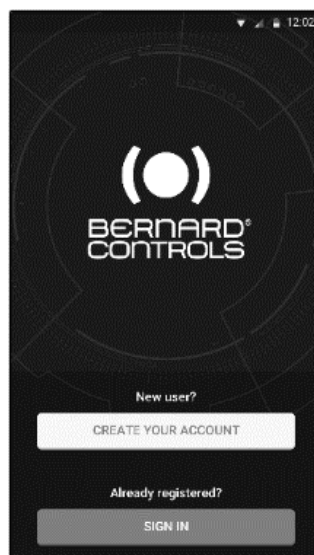 12:02
BERNARD®
CONTROLS
New user?
CREATE YOUR ACCOUNT
Already registered?
SIGN IN